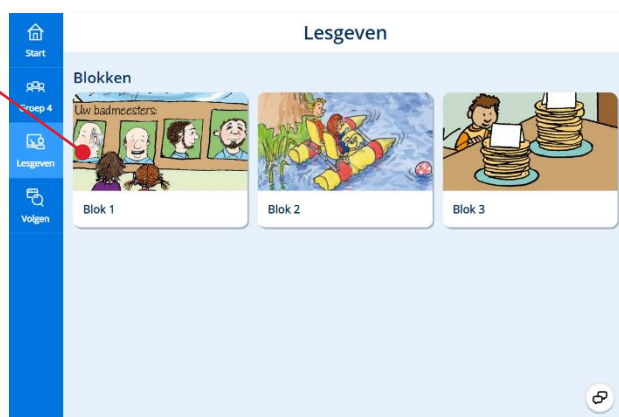 Start
Groep 4
Lesgeven
Volgen
Lesgeven
Blokken
Uw badmeesters:
Blok 1
Blok 2
Blok 3